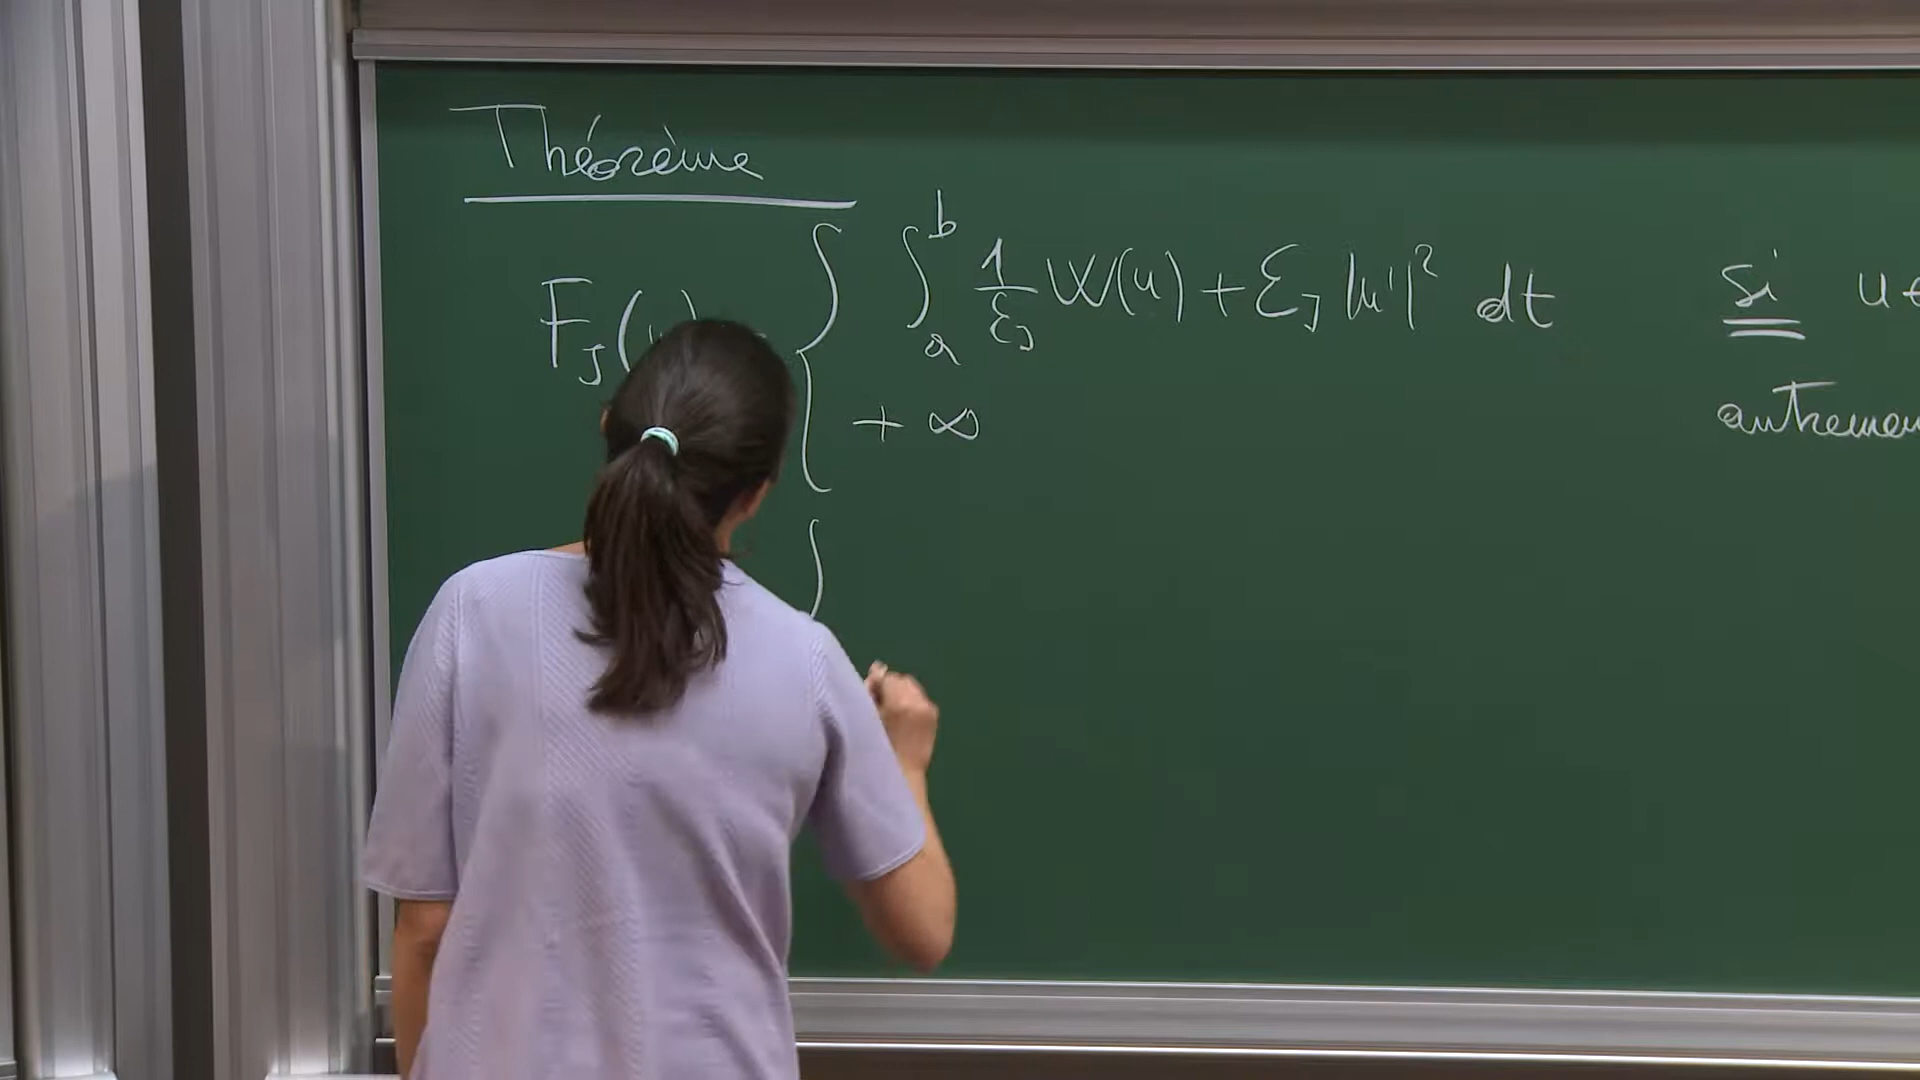 Théorème
F_J(u) = { ∫_a^b 1/ε_J W(u) + ε_J |u'|² dt si u ∈
+ ∞ autremen
{